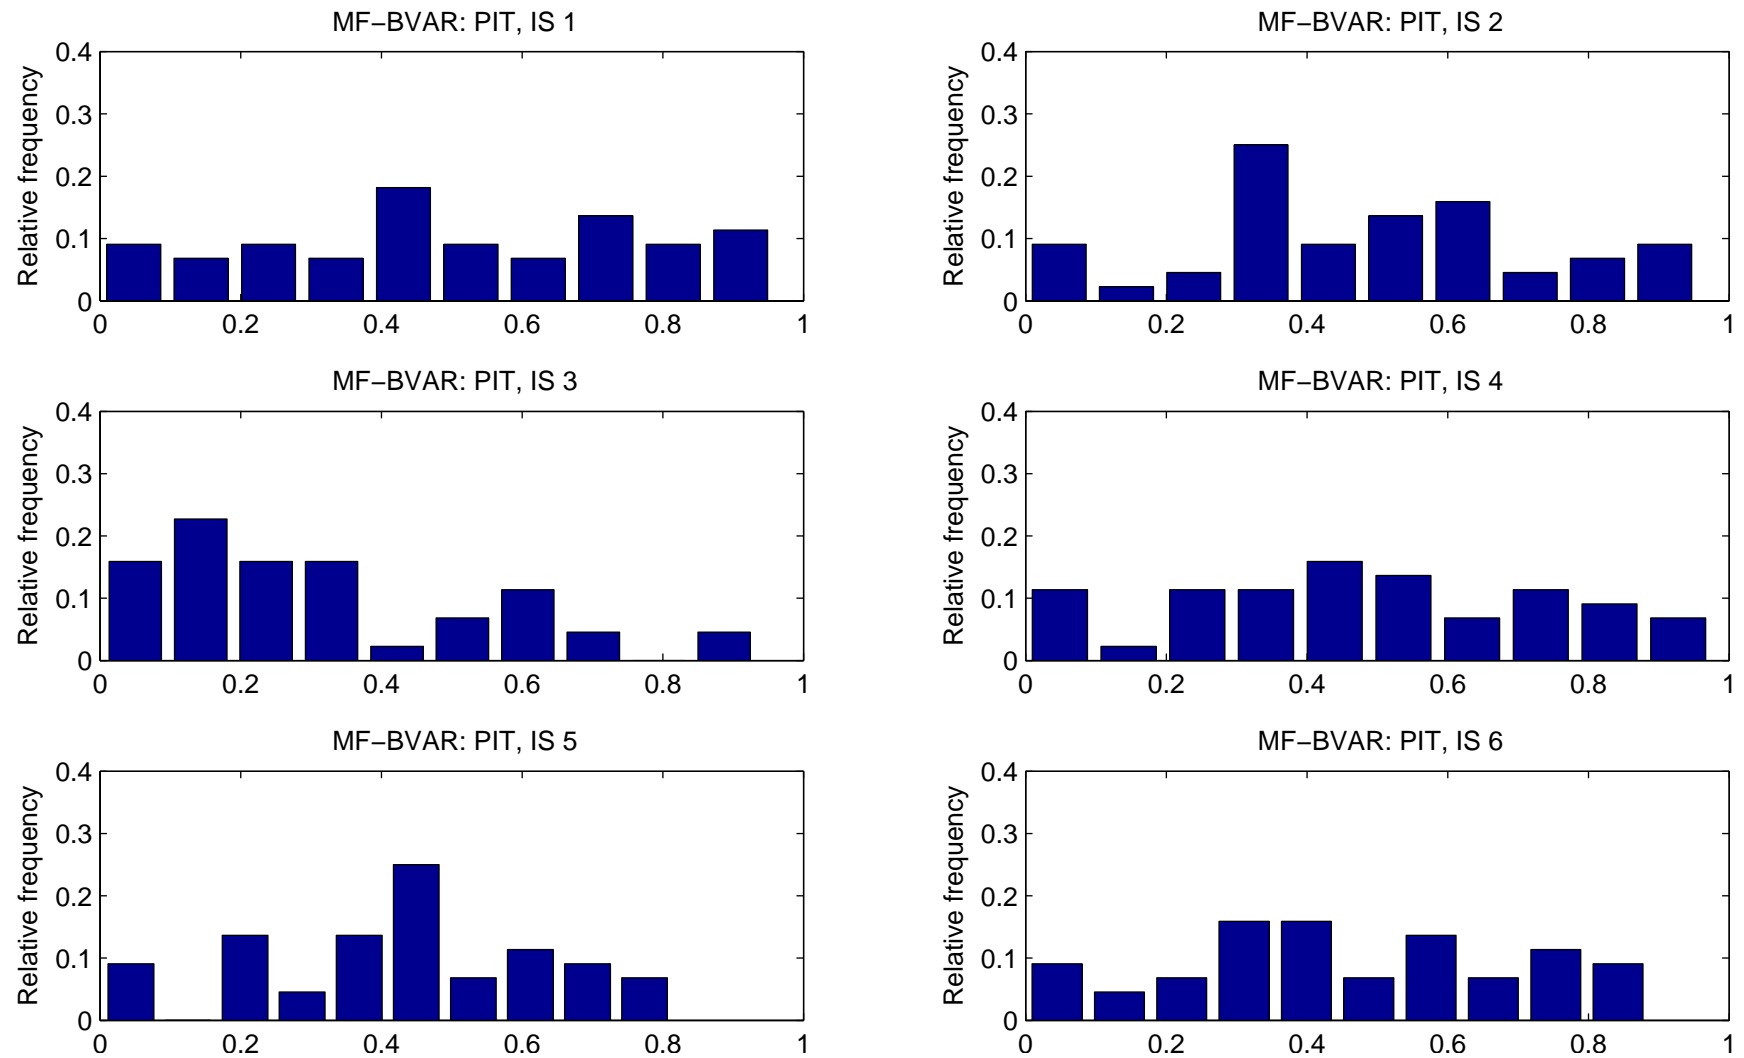 MF−BVAR: PIT, IS 1
Relative frequency
0.4
0.3
0.2
0.1
0
0 0.2 0.4 0.6 0.8 1
MF−BVAR: PIT, IS 2
Relative frequency
0.4
0.3
0.2
0.1
0
0 0.2 0.4 0.6 0.8 1
MF−BVAR: PIT, IS 3
Relative frequency
0.4
0.3
0.2
0.1
0
0 0.2 0.4 0.6 0.8 1
MF−BVAR: PIT, IS 4
Relative frequency
0.4
0.3
0.2
0.1
0
0 0.2 0.4 0.6 0.8 1
MF−BVAR: PIT, IS 5
Relative frequency
0.4
0.3
0.2
0.1
0
0 0.2 0.4 0.6 0.8 1
MF−BVAR: PIT, IS 6
Relative frequency
0.4
0.3
0.2
0.1
0
0 0.2 0.4 0.6 0.8 1